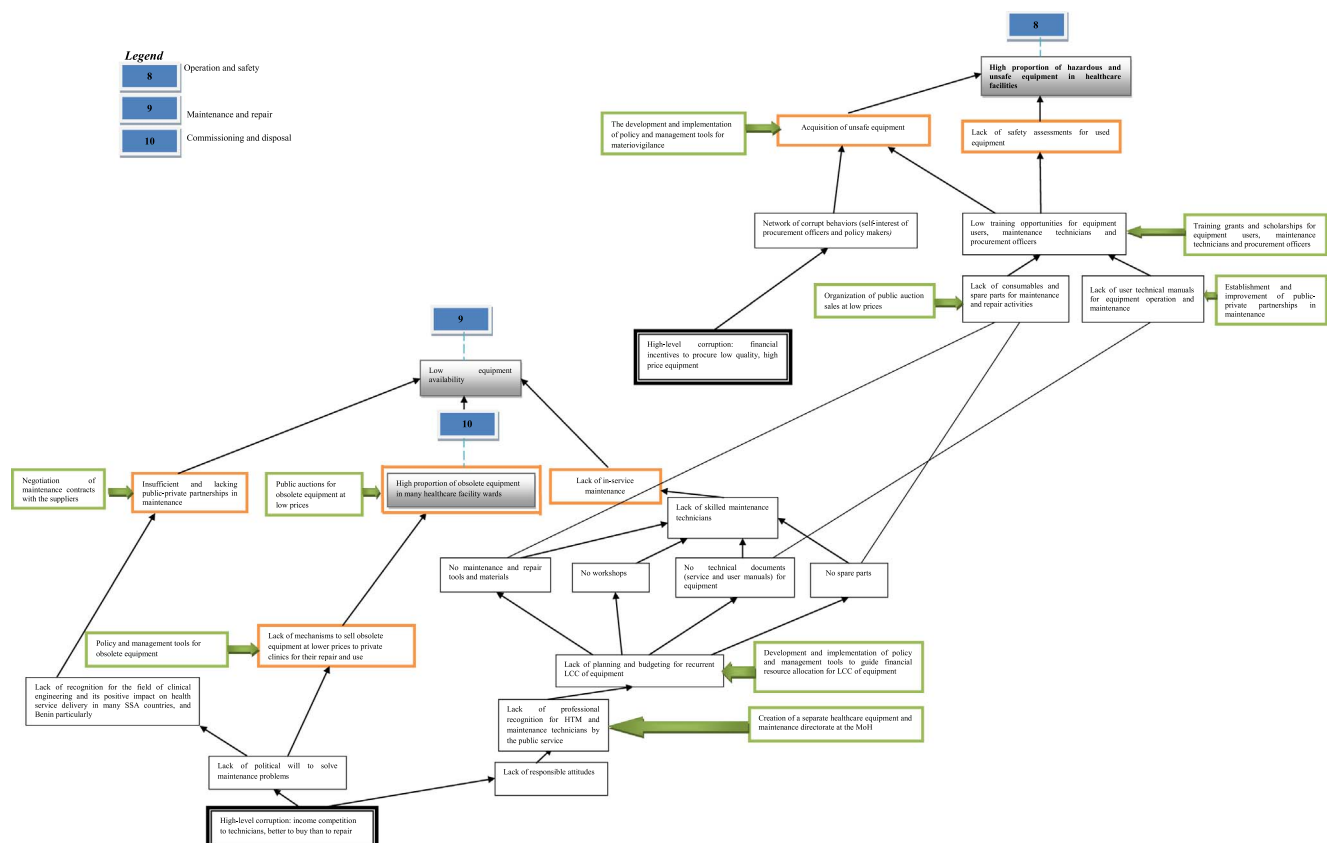 Legend
8
Operation and safety
9
Maintenance and repair
10
Commissioning and disposal
8
High proportion of hazardous and
unsafe equipment in healthcare
facilities
The development and implementation
of policy and management tools for
materiovigilance
Acquisition of unsafe equipment
Lack of safety assessments for used
equipment
Network of corrupt behaviors (self-interest of
procurement officers and policy makers)
Low training opportunities for equipment
users, maintenance technicians and
procurement officers
Training grants and scholarships for
equipment users, maintenance
technicians and procurement officers
Organization of public auction
sales at low prices
Lack of consumables and
spare parts for maintenance
and repair activities
Lack of user technical manuals
for equipment operation and
maintenance
Establishment and
improvement of public-
private partnerships in
maintenance
High-level corruption: financial
incentives to procure low quality, high
price equipment
9
Low equipment
availability
10
Negotiation of
maintenance contracts
with the suppliers
Insufficient and lacking
public-private partnerships in
maintenance
Public auctions for
obsolete equipment at
low prices
High proportion of obsolete equipment
in many healthcare facility wards
Lack of in-service
maintenance
Lack of skilled maintenance
technicians
No maintenance and repair
tools and materials
No workshops
No technical documents
(service and user manuals) for
equipment
No spare parts
Policy and management tools for
obsolete equipment
Lack of mechanisms to sell obsolete
equipment at lower prices to private
clinics for their repair and use
Lack of planning and budgeting for recurrent
LCC of equipment
Development and implementation of policy
and management tools to guide financial
resource allocation for LCC of equipment
Lack of recognition for the field of clinical
engineering and its positive impact on health
service delivery in many SSA countries, and
Benin particularly
Lack of professional
recognition for HTM and
maintenance technicians by
the public service
Creation of a separate healthcare equipment and
maintenance directorate at the MoH
Lack of political will to solve
maintenance problems
Lack of responsible attitudes
High-level corruption: income competition
to technicians, better to buy than to repair